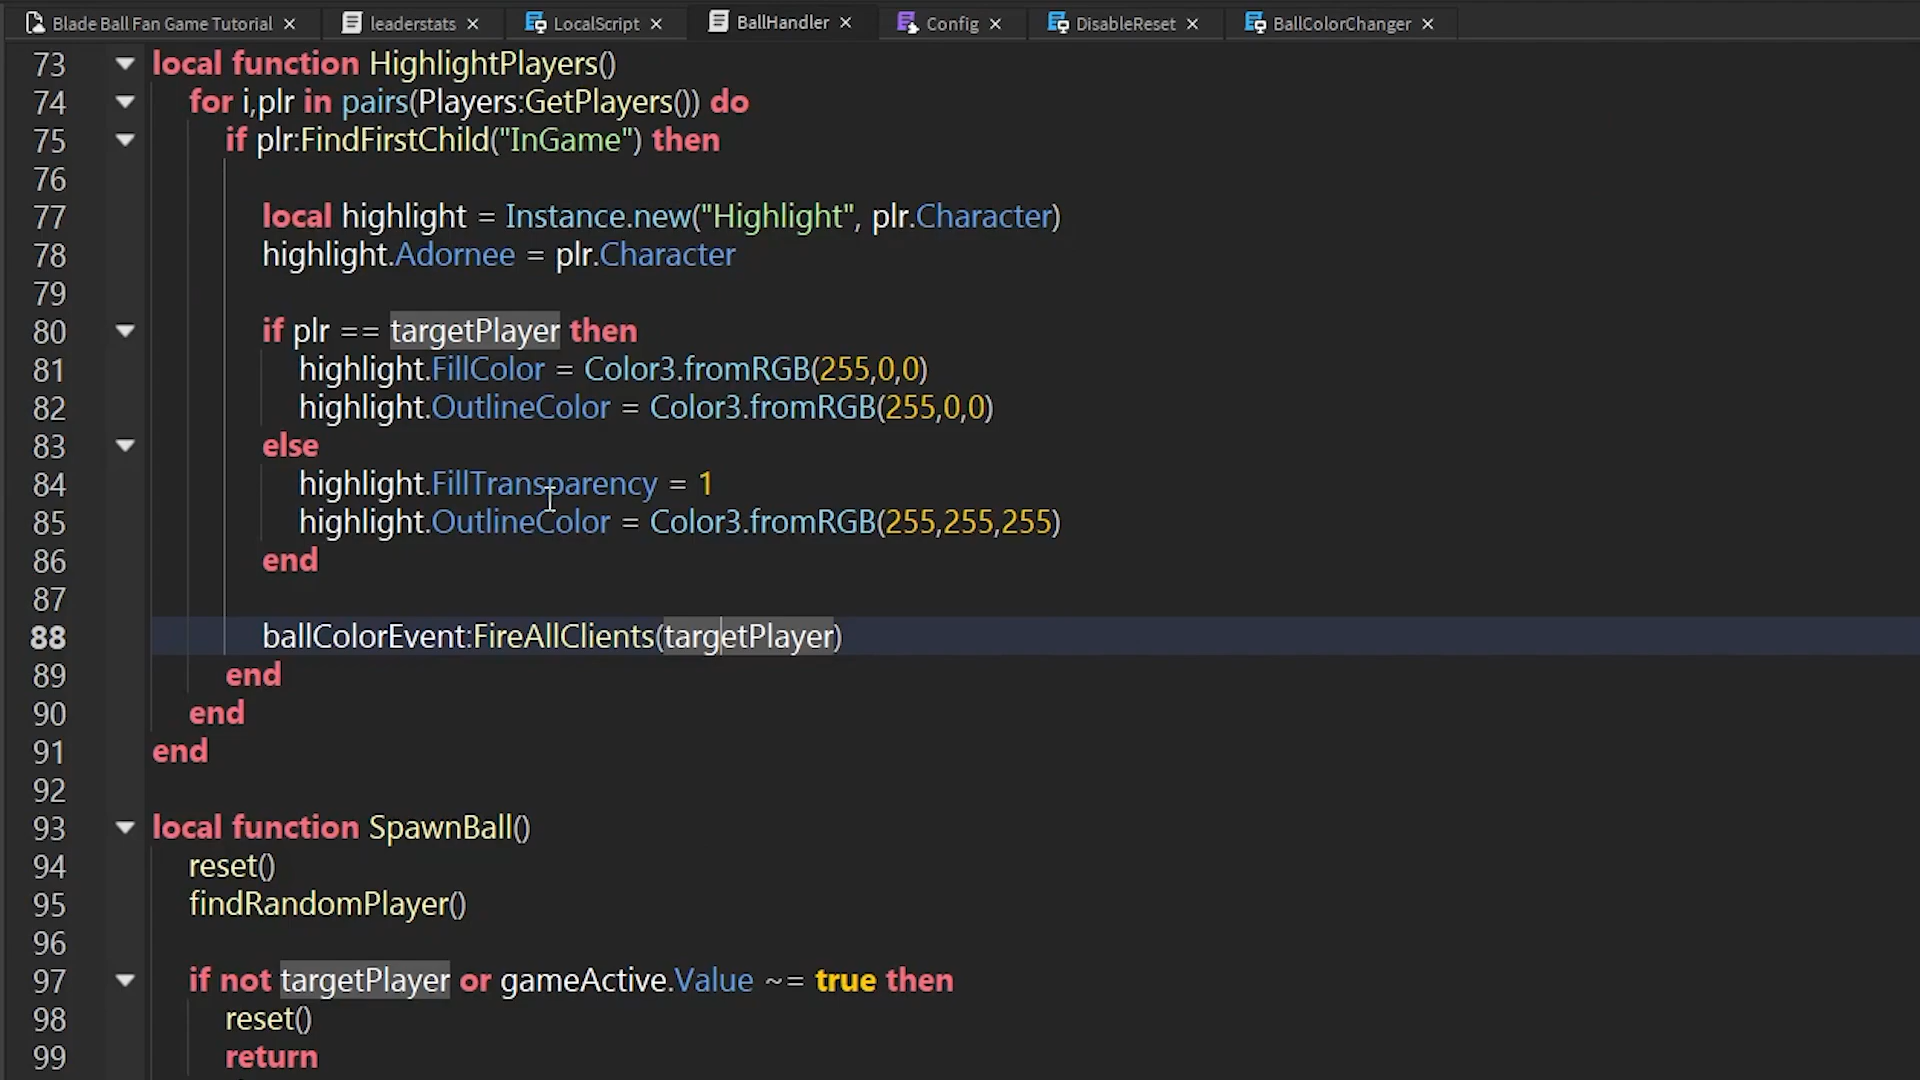 Blade Ball Fan Game Tutorial × leaderstats × LocalScript × BallHandler × Config × DisableReset × BallColorChanger ×
73 local function HighlightPlayers()
74 for i,plr in pairs(Players:GetPlayers()) do
75 if plr:FindFirstChild("InGame") then
76
77 local highlight = Instance.new("Highlight", plr.Character)
78 highlight.Adornee = plr.Character
79
80 if plr == targetPlayer then
81 highlight.FillColor = Color3.fromRGB(255,0,0)
82 highlight.OutlineColor = Color3.fromRGB(255,0,0)
83 else
84 highlight.FillTransparency = 1
85 highlight.OutlineColor = Color3.fromRGB(255,255,255)
86 end
87
88 ballColorEvent:FireAllClients(targetPlayer)
89 end
90 end
91 end
92
93 local function SpawnBall()
94 reset()
95 findRandomPlayer()
96
97 if not targetPlayer or gameActive.Value ~= true then
98 reset()
99 return